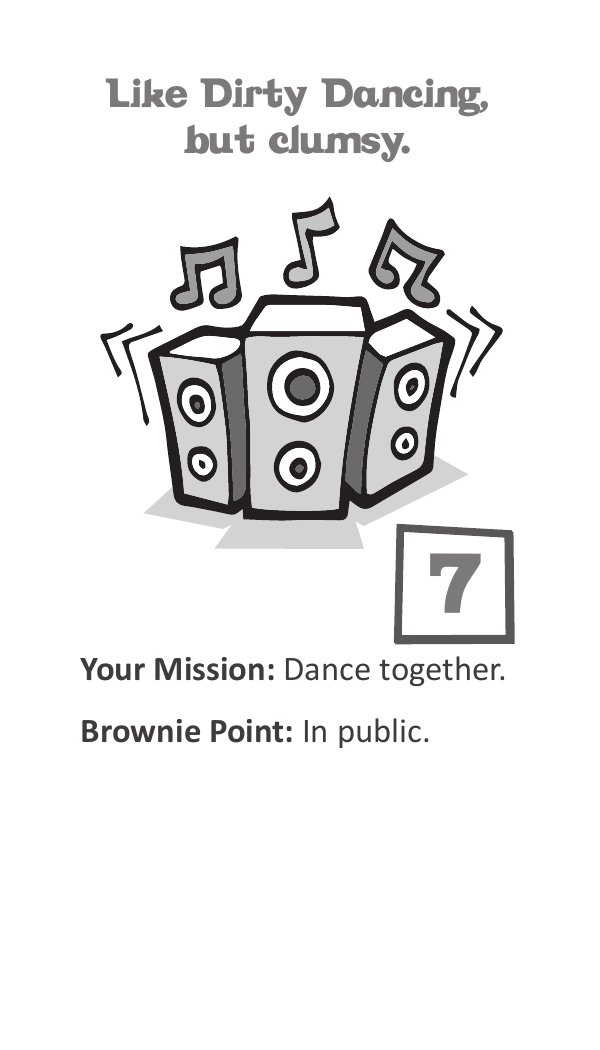 Like Dirty Dancing,
but clumsy.
7
Your Mission: Dance together.
Brownie Point: In public.